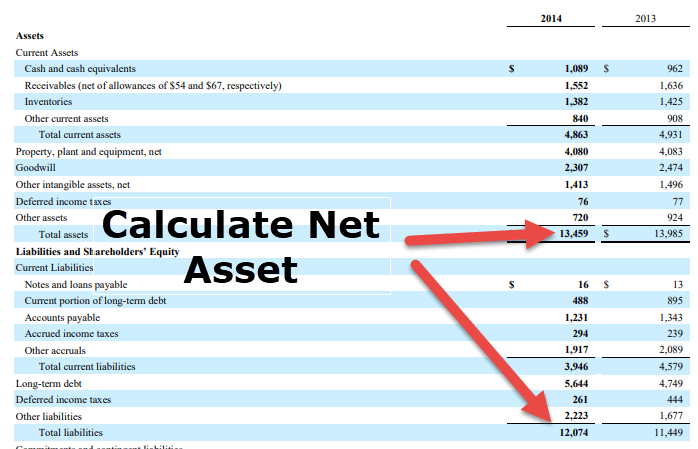 2014 2013
Assets
Current Assets
Cash and cash equivalents $ 1,089 $ 962
Receivables (net of allowances of $54 and $67, respectively) 1,552 1,636
Inventories 1,382 1,425
Other current assets 840 908
Total current assets 4,863 4,931
Property, plant and equipment, net 4,080 4,083
Goodwill 2,307 2,474
Other intangible assets, net 1,413 1,496
Deferred income taxes 76 77
Other assets 720 924
Total assets 13,459 $ 13,985
Calculate Net
Asset
Liabilities and Shareholders' Equity
Current Liabilities
Notes and loans payable $ 16 $ 13
Current portion of long-term debt 488 895
Accounts payable 1,231 1,343
Accrued income taxes 294 239
Other accruals 1,917 2,089
Total current liabilities 3,946 4,579
Long-term debt 5,644 4,749
Deferred income taxes 261 444
Other liabilities 2,223 1,677
Total liabilities 12,074 11,449
Commitments and contingent liabilities